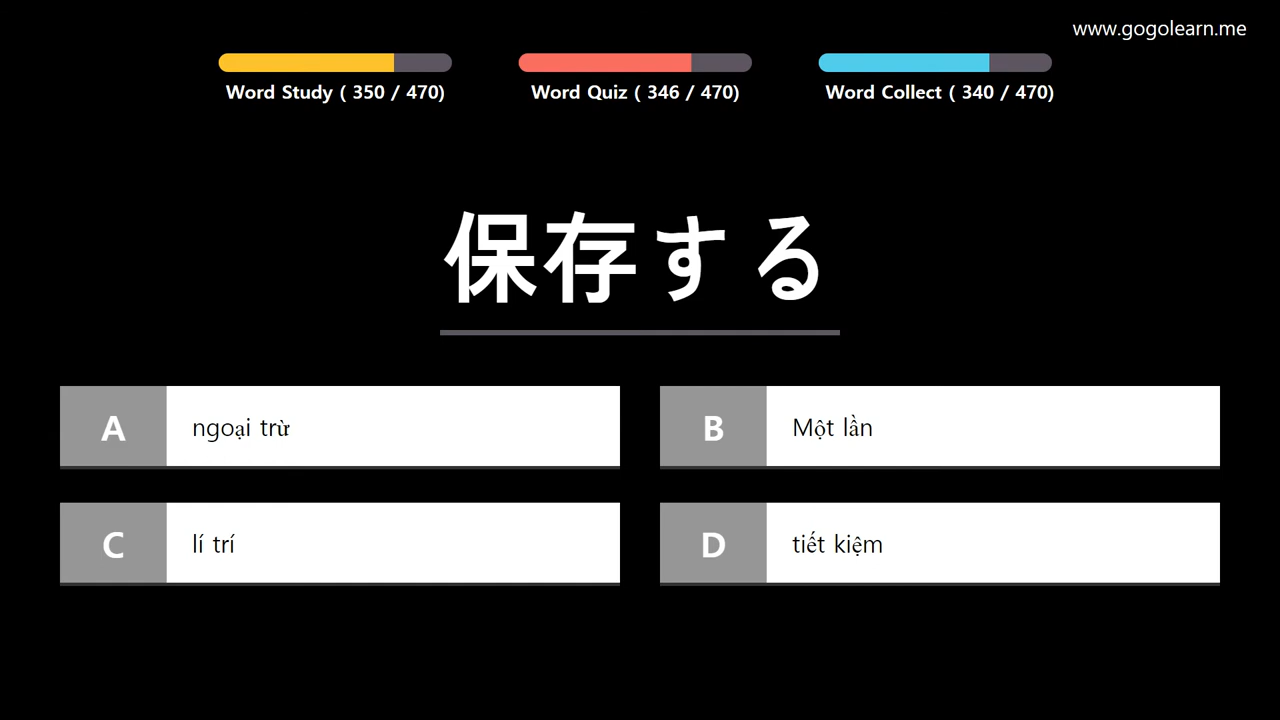 www.gogolearn.me
Word Study ( 350 / 470)
Word Quiz ( 346 / 470)
Word Collect ( 340 / 470)
保存する
A ngoại trừ
B Một lần
C lí trí
D tiết kiệm